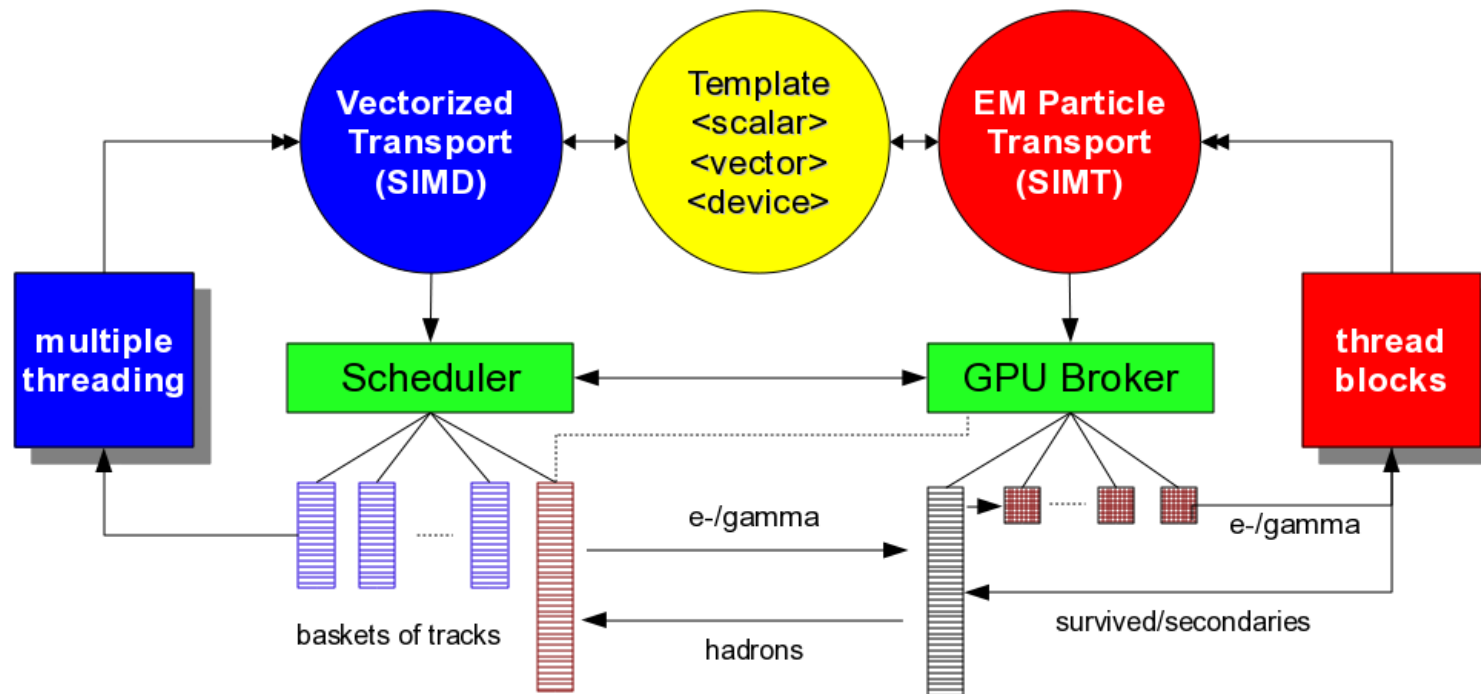 Vectorized
Transport
(SIMD)
Template
<scalar>
<vector>
<device>
EM Particle
Transport
(SIMT)
multiple
threading
Scheduler
GPU Broker
thread
blocks
e-/gamma
e-/gamma
baskets of tracks
hadrons
survived/secondaries